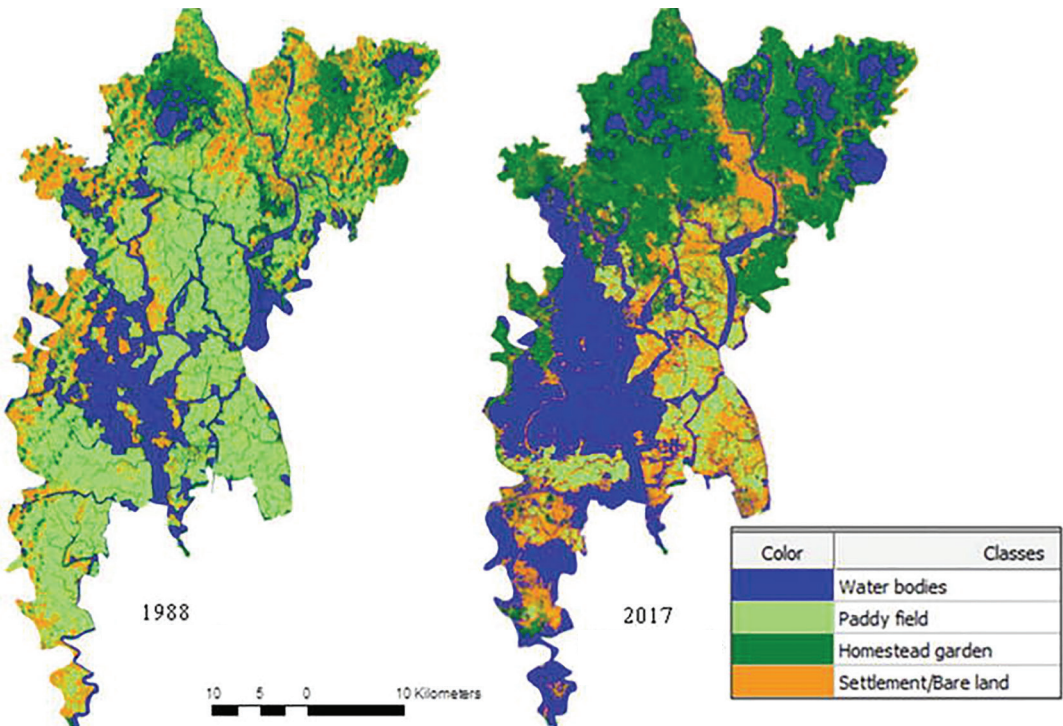 1988
2017
10 5 0 10 Kilometers
Color Classes
Water bodies
Paddy field
Homestead garden
Settlement/Bare land